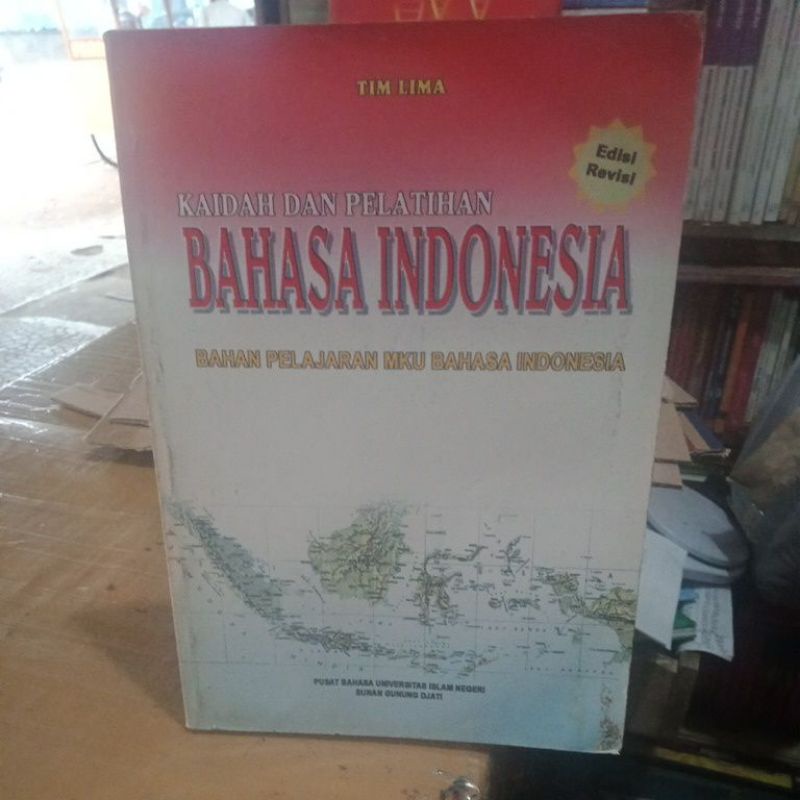 TIM LIMA
Edisi
Revisi
KAIDAH DAN PELATIHAN
BAHASA INDONESIA
BAHAN PELAJARAN MKU BAHASA INDONESIA
PUSAT BAHASA UNIVERSITAS ISLAM NEGERI
SUNAN GUNUNG DJATI